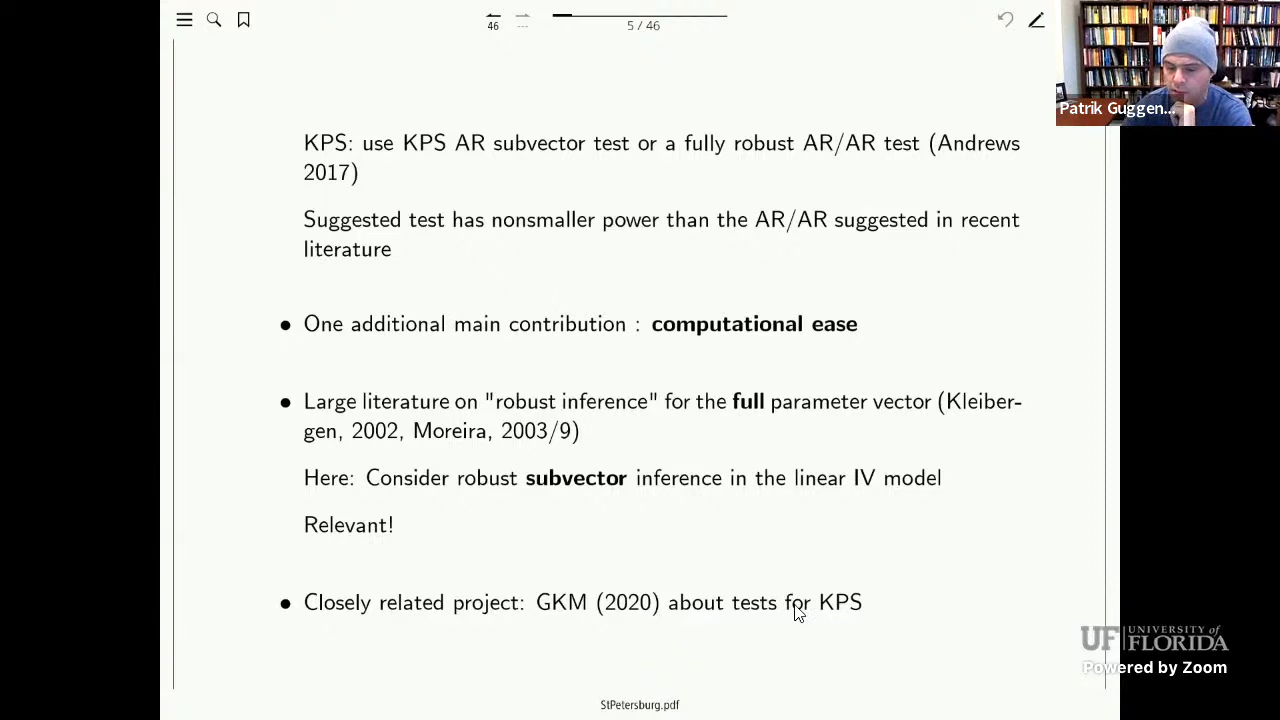 46
---
5 / 46
Patrik Guggen...
KPS: use KPS AR subvector test or a fully robust AR/AR test (Andrews
2017)
Suggested test has nonsmaller power than the AR/AR suggested in recent
literature
• One additional main contribution : computational ease
• Large literature on "robust inference" for the full parameter vector (Kleiber-
gen, 2002, Moreira, 2003/9)
Here: Consider robust subvector inference in the linear IV model
Relevant!
• Closely related project: GKM (2020) about tests for KPS
UF UNIVERSITY of
FLORIDA
Powered by Zoom
StPetersburg.pdf